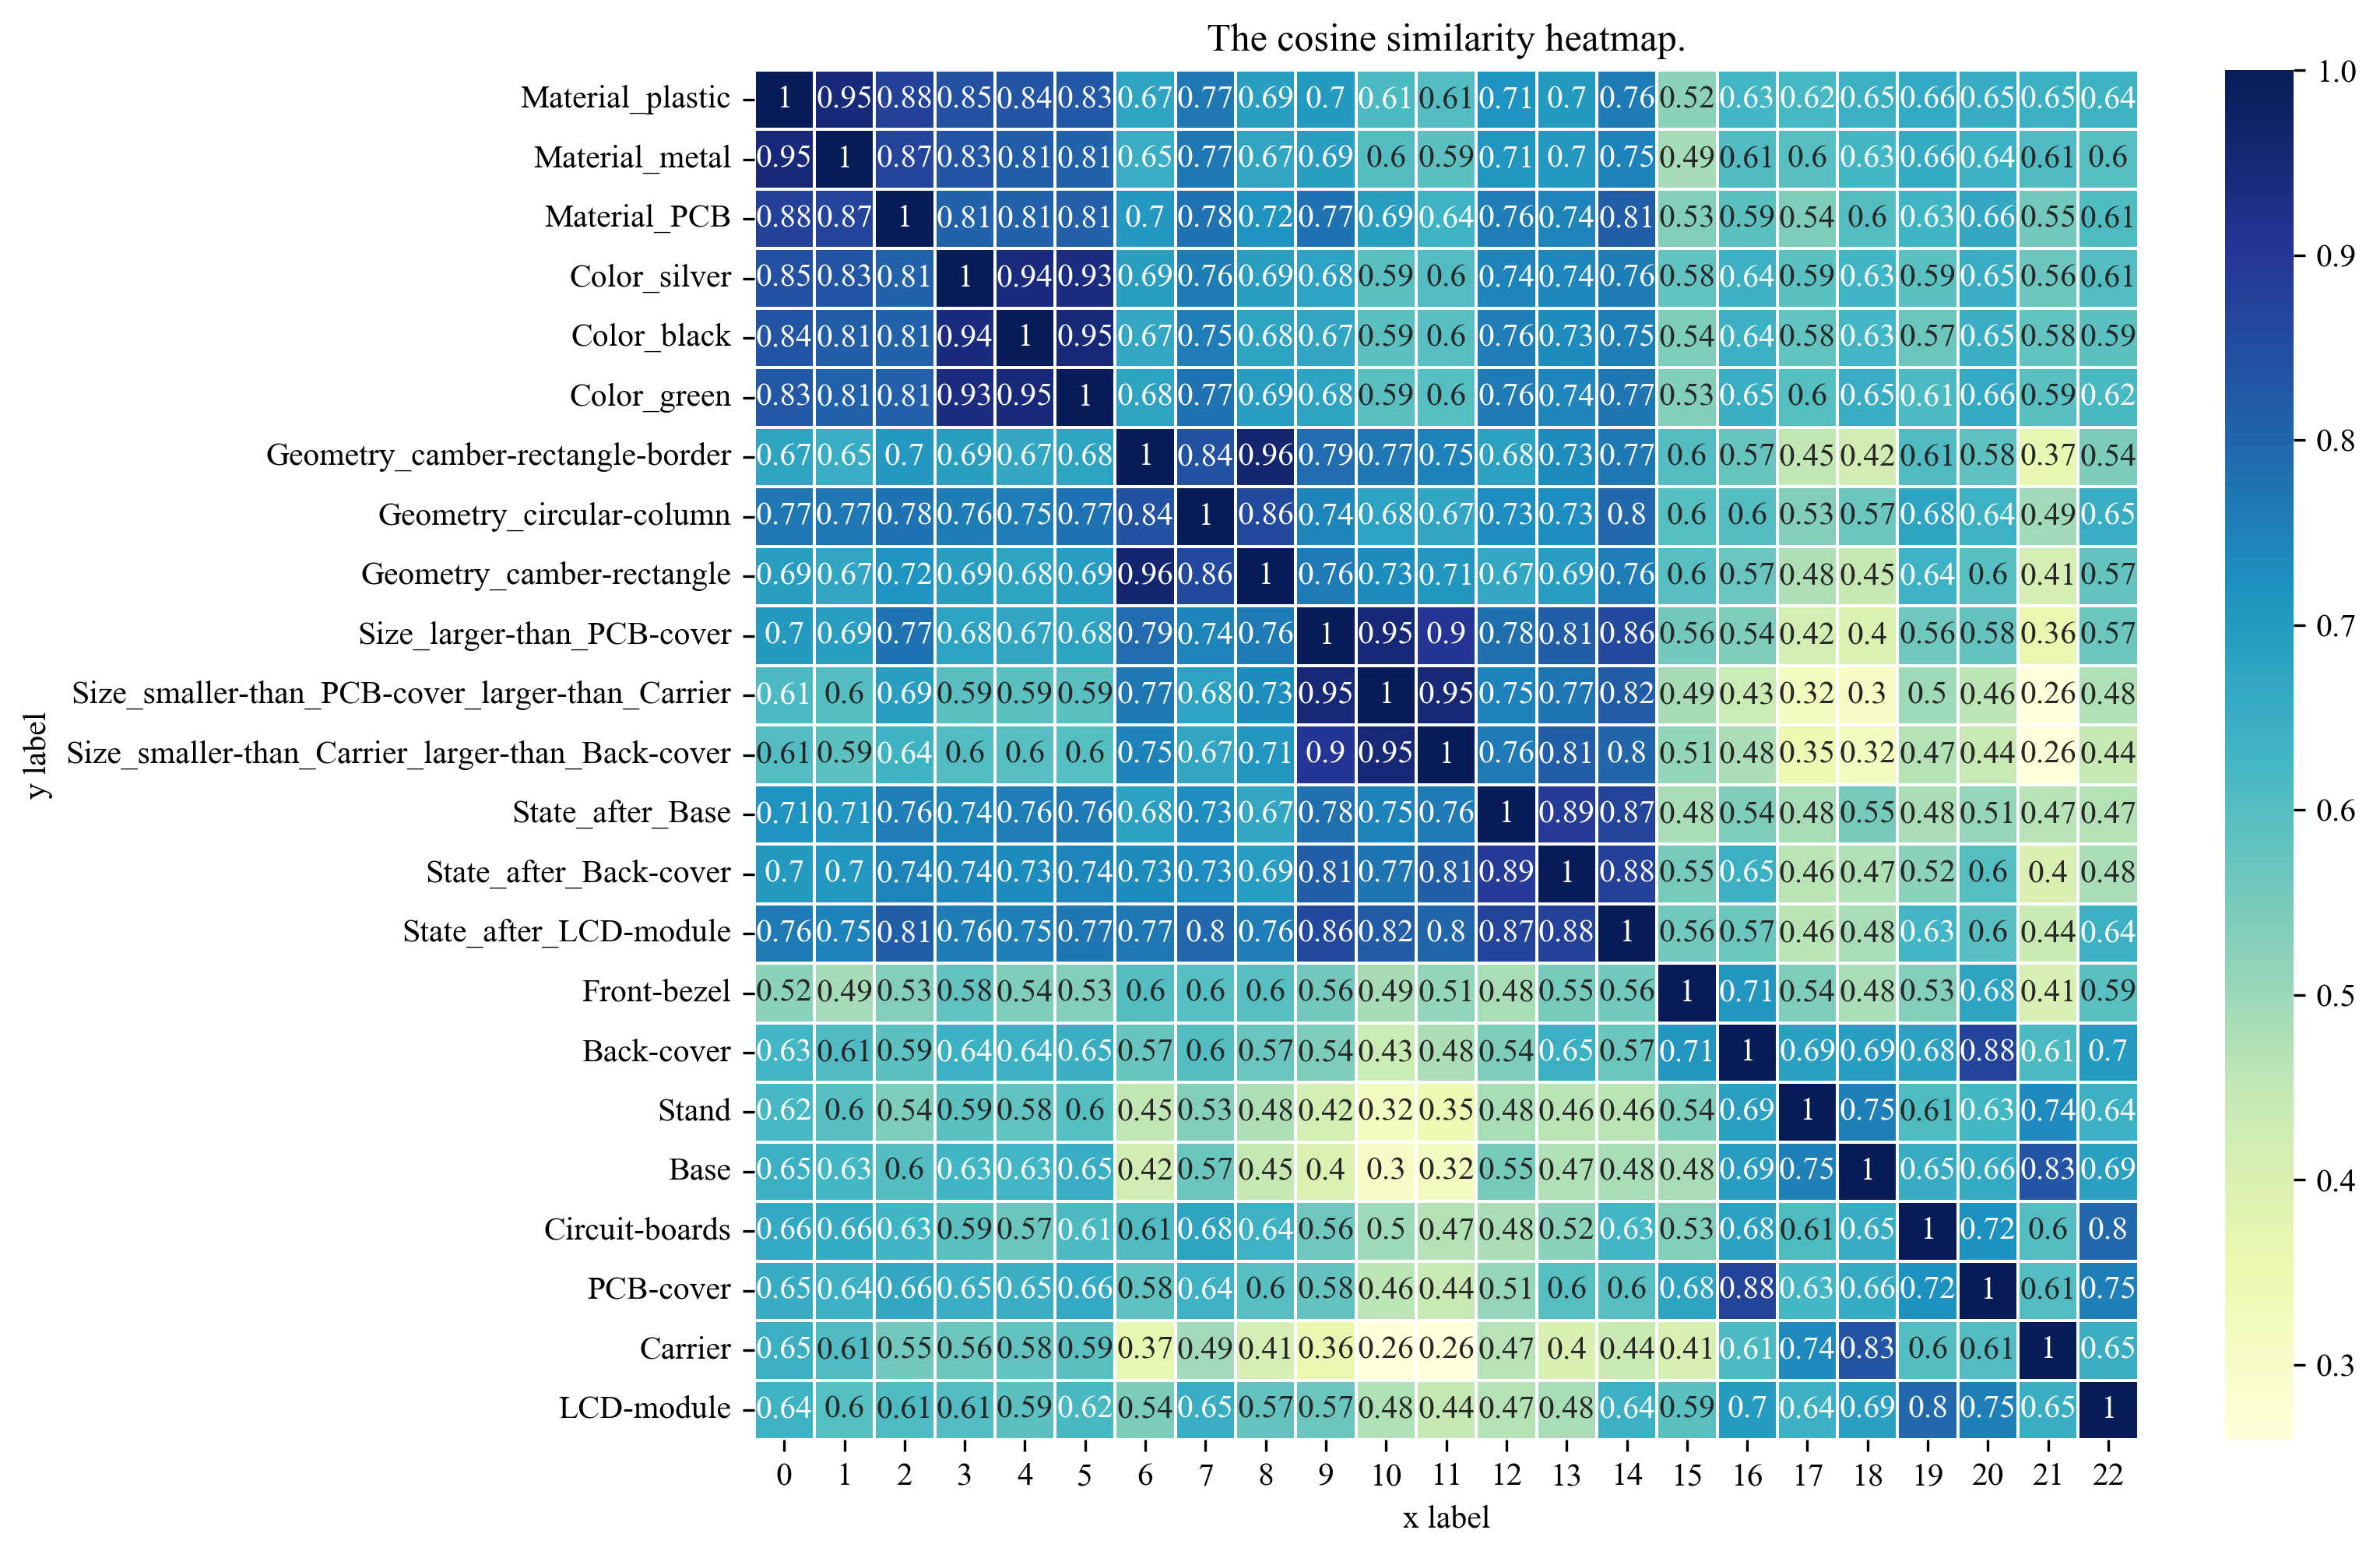 The cosine similarity heatmap.
Material_plastic 1 0.95 0.88 0.85 0.84 0.83 0.67 0.77 0.69 0.7 0.61 0.61 0.71 0.7 0.76 0.52 0.63 0.62 0.65 0.66 0.65 0.65 0.64
Material_metal 0.95 1 0.87 0.83 0.81 0.81 0.65 0.77 0.67 0.69 0.6 0.59 0.71 0.7 0.75 0.49 0.61 0.6 0.63 0.66 0.64 0.61 0.6
Material_PCB 0.88 0.87 1 0.81 0.81 0.81 0.7 0.78 0.72 0.77 0.69 0.64 0.76 0.74 0.81 0.53 0.59 0.54 0.6 0.63 0.66 0.55 0.61
Color_silver 0.85 0.83 0.81 1 0.94 0.93 0.69 0.76 0.69 0.68 0.59 0.6 0.74 0.74 0.76 0.58 0.64 0.59 0.63 0.59 0.65 0.56 0.61
Color_black 0.84 0.81 0.81 0.94 1 0.95 0.67 0.75 0.68 0.67 0.59 0.6 0.76 0.73 0.75 0.54 0.64 0.58 0.63 0.57 0.65 0.58 0.59
Color_green 0.83 0.81 0.81 0.93 0.95 1 0.68 0.77 0.69 0.68 0.59 0.6 0.76 0.74 0.77 0.53 0.65 0.6 0.65 0.61 0.66 0.59 0.62
Geometry_camber-rectangle-border 0.67 0.65 0.7 0.69 0.67 0.68 1 0.84 0.96 0.79 0.77 0.75 0.68 0.73 0.77 0.6 0.57 0.45 0.42 0.61 0.58 0.37 0.54
Geometry_circular-column 0.77 0.77 0.78 0.76 0.75 0.77 0.84 1 0.86 0.74 0.68 0.67 0.73 0.73 0.8 0.6 0.6 0.53 0.57 0.68 0.64 0.49 0.65
Geometry_camber-rectangle 0.69 0.67 0.72 0.69 0.68 0.69 0.96 0.86 1 0.76 0.73 0.71 0.67 0.69 0.76 0.6 0.57 0.48 0.45 0.64 0.6 0.41 0.57
Size_larger-than_PCB-cover 0.7 0.69 0.77 0.68 0.67 0.68 0.79 0.74 0.76 1 0.95 0.9 0.78 0.81 0.86 0.56 0.54 0.42 0.4 0.56 0.58 0.36 0.57
Size_smaller-than_PCB-cover_larger-than_Carrier 0.61 0.6 0.69 0.59 0.59 0.59 0.77 0.68 0.73 0.95 1 0.95 0.75 0.77 0.82 0.49 0.43 0.32 0.3 0.5 0.46 0.26 0.48
Size_smaller-than_Carrier_larger-than_Back-cover 0.61 0.59 0.64 0.6 0.6 0.6 0.75 0.67 0.71 0.9 0.95 1 0.76 0.81 0.8 0.51 0.48 0.35 0.32 0.47 0.44 0.26 0.44
State_after_Base 0.71 0.71 0.76 0.74 0.76 0.76 0.68 0.73 0.67 0.78 0.75 0.76 1 0.89 0.87 0.48 0.54 0.48 0.55 0.48 0.51 0.47 0.47
State_after_Back-cover 0.7 0.7 0.74 0.74 0.73 0.74 0.73 0.73 0.69 0.81 0.77 0.81 0.89 1 0.88 0.55 0.65 0.46 0.47 0.52 0.6 0.4 0.48
State_after_LCD-module 0.76 0.75 0.81 0.76 0.75 0.77 0.77 0.8 0.76 0.86 0.82 0.8 0.87 0.88 1 0.56 0.57 0.46 0.48 0.63 0.6 0.44 0.64
Front-bezel 0.52 0.49 0.53 0.58 0.54 0.53 0.6 0.6 0.6 0.56 0.49 0.51 0.48 0.55 0.56 1 0.71 0.54 0.48 0.53 0.68 0.41 0.59
Back-cover 0.63 0.61 0.59 0.64 0.64 0.65 0.57 0.6 0.57 0.54 0.43 0.48 0.54 0.65 0.57 0.71 1 0.69 0.69 0.68 0.88 0.61 0.7
Stand 0.62 0.6 0.54 0.59 0.58 0.6 0.45 0.53 0.48 0.42 0.32 0.35 0.48 0.46 0.46 0.54 0.69 1 0.75 0.61 0.63 0.74 0.64
Base 0.65 0.63 0.6 0.63 0.63 0.65 0.42 0.57 0.45 0.4 0.3 0.32 0.55 0.47 0.48 0.48 0.69 0.75 1 0.65 0.66 0.83 0.69
Circuit-boards 0.66 0.66 0.63 0.59 0.57 0.61 0.61 0.68 0.64 0.56 0.5 0.47 0.48 0.52 0.63 0.53 0.68 0.61 0.65 1 0.72 0.6 0.8
PCB-cover 0.65 0.64 0.66 0.65 0.65 0.66 0.58 0.64 0.6 0.58 0.46 0.44 0.51 0.6 0.6 0.68 0.88 0.63 0.66 0.72 1 0.61 0.75
Carrier 0.65 0.61 0.55 0.56 0.58 0.59 0.37 0.49 0.41 0.36 0.26 0.26 0.47 0.4 0.44 0.41 0.61 0.74 0.83 0.6 0.61 1 0.65
LCD-module 0.64 0.6 0.61 0.61 0.59 0.62 0.54 0.65 0.57 0.57 0.48 0.44 0.47 0.48 0.64 0.59 0.7 0.64 0.69 0.8 0.75 0.65 1
0 1 2 3 4 5 6 7 8 9 10 11 12 13 14 15 16 17 18 19 20 21 22
x label
y label
1.0
0.9
0.8
0.7
0.6
0.5
0.4
0.3